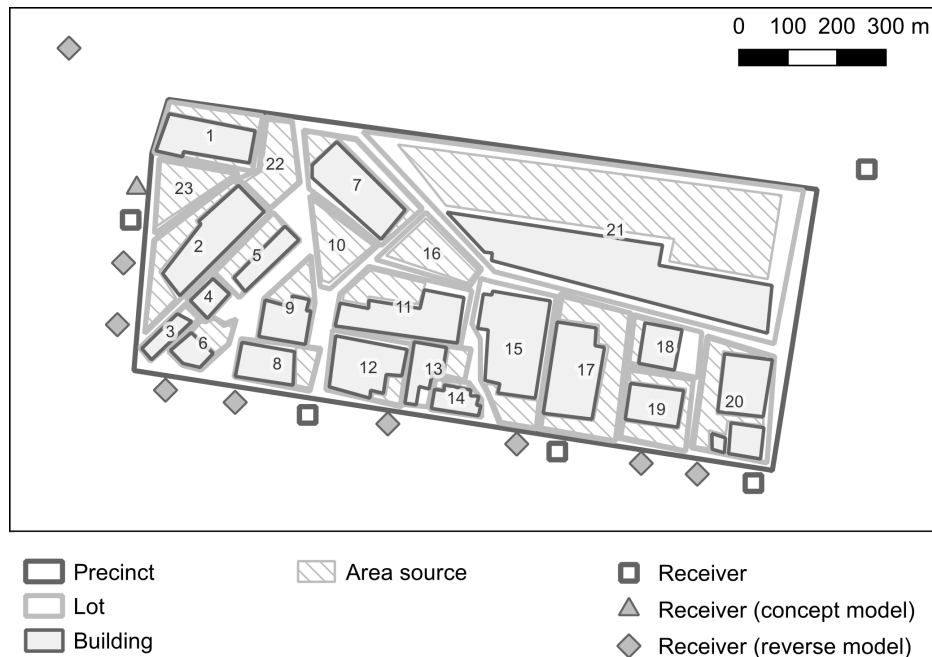 0 100 200 300 m
1
22
23
7
2
5
10
16
21
4
9
11
3
6
8
12
13
14
15
17
18
19
20
Precinct
Lot
Building
Area source
Receiver
Receiver (concept model)
Receiver (reverse model)